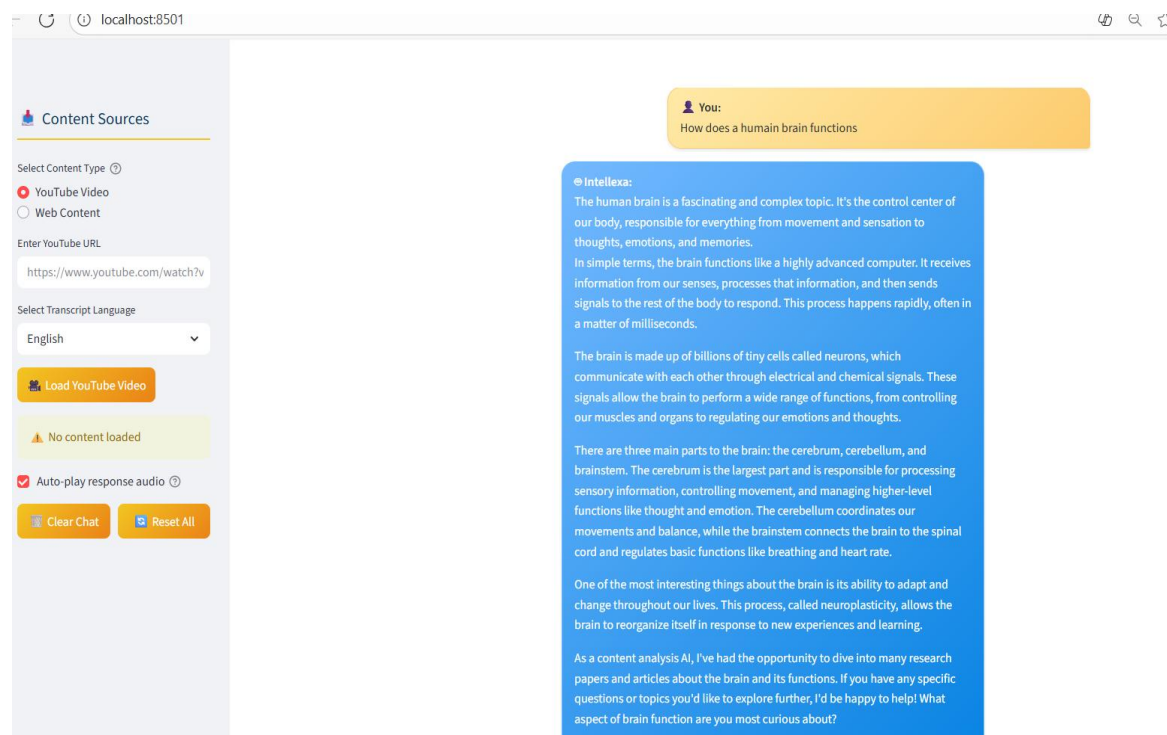 localhost:8501
Content Sources
Select Content Type
YouTube Video
Web Content
Enter YouTube URL
https://www.youtube.com/watch?v
Select Transcript Language
English
Load YouTube Video
No content loaded
Auto-play response audio
Clear Chat
Reset All
You:
How does a humain brain functions
Intellexa:
The human brain is a fascinating and complex topic. It's the control center of
our body, responsible for everything from movement and sensation to
thoughts, emotions, and memories.
In simple terms, the brain functions like a highly advanced computer. It receives
information from our senses, processes that information, and then sends
signals to the rest of the body to respond. This process happens rapidly, often in
a matter of milliseconds.
The brain is made up of billions of tiny cells called neurons, which
communicate with each other through electrical and chemical signals. These
signals allow the brain to perform a wide range of functions, from controlling
our muscles and organs to regulating our emotions and thoughts.
There are three main parts to the brain: the cerebrum, cerebellum, and
brainstem. The cerebrum is the largest part and is responsible for processing
sensory information, controlling movement, and managing higher-level
functions like thought and emotion. The cerebellum coordinates our
movements and balance, while the brainstem connects the brain to the spinal
cord and regulates basic functions like breathing and heart rate.
One of the most interesting things about the brain is its ability to adapt and
change throughout our lives. This process, called neuroplasticity, allows the
brain to reorganize itself in response to new experiences and learning.
As a content analysis AI, I've had the opportunity to dive into many research
papers and articles about the brain and its functions. If you have any specific
questions or topics you'd like to explore further, I'd be happy to help! What
aspect of brain function are you most curious about?